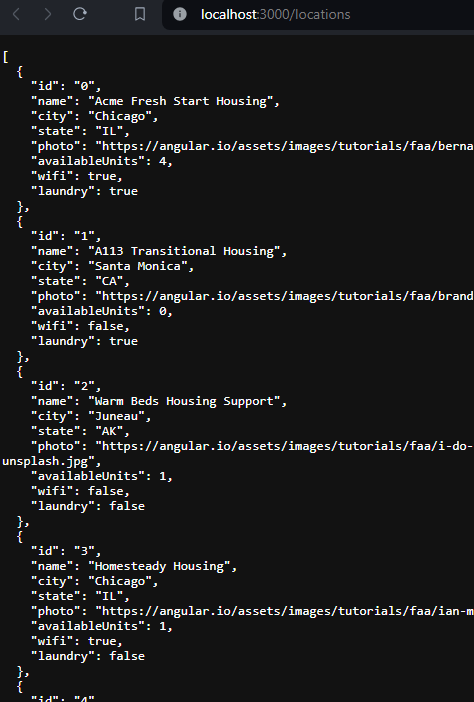 localhost:3000/locations
[
{
"id": "0",
"name": "Acme Fresh Start Housing",
"city": "Chicago",
"state": "IL",
"photo": "https://angular.io/assets/images/tutorials/faa/berna
"availableUnits": 4,
"wifi": true,
"laundry": true
},
{
"id": "1",
"name": "A113 Transitional Housing",
"city": "Santa Monica",
"state": "CA",
"photo": "https://angular.io/assets/images/tutorials/faa/brand
"availableUnits": 0,
"wifi": false,
"laundry": true
},
{
"id": "2",
"name": "Warm Beds Housing Support",
"city": "Juneau",
"state": "AK",
"photo": "https://angular.io/assets/images/tutorials/faa/i-do-
unsplash.jpg",
"availableUnits": 1,
"wifi": false,
"laundry": false
},
{
"id": "3",
"name": "Homesteady Housing",
"city": "Chicago",
"state": "IL",
"photo": "https://angular.io/assets/images/tutorials/faa/ian-m
"availableUnits": 1,
"wifi": true,
"laundry": false
},
{
"id": "4"